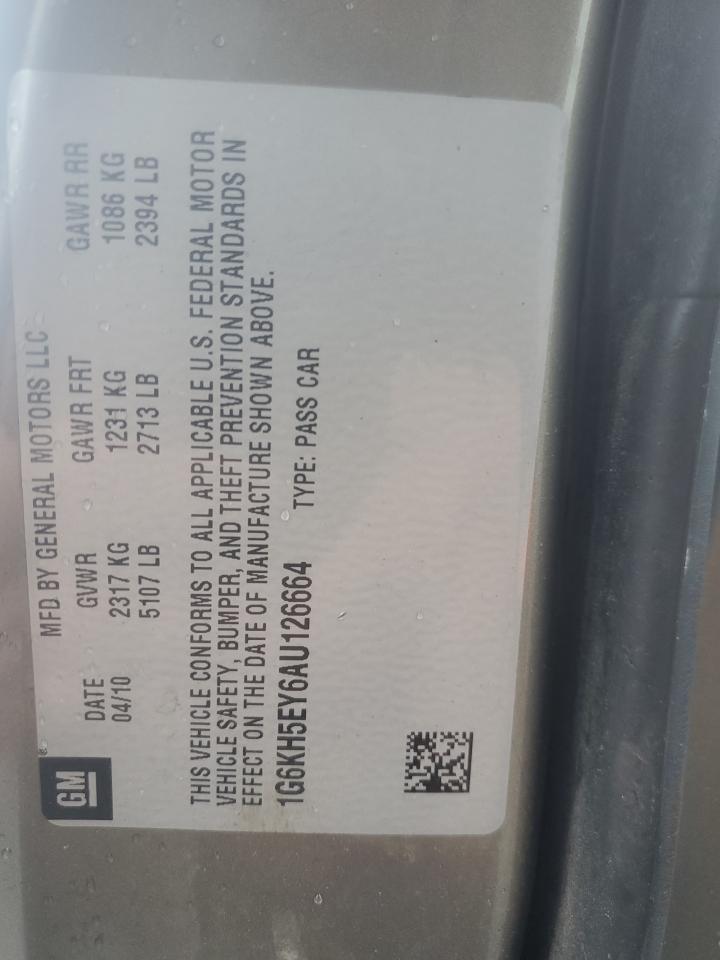 GM
MFD BY GENERAL MOTORS LLC
DATE GVWR GAWR FRT GAWR RR
04/10 2317 KG 1231 KG 1086 KG
5107 LB 2713 LB 2394 LB
THIS VEHICLE CONFORMS TO ALL APPLICABLE U.S. FEDERAL MOTOR
VEHICLE SAFETY, BUMPER, AND THEFT PREVENTION STANDARDS IN
EFFECT ON THE DATE OF MANUFACTURE SHOWN ABOVE.
1G6KH5EY6AU126664 TYPE: PASS CAR